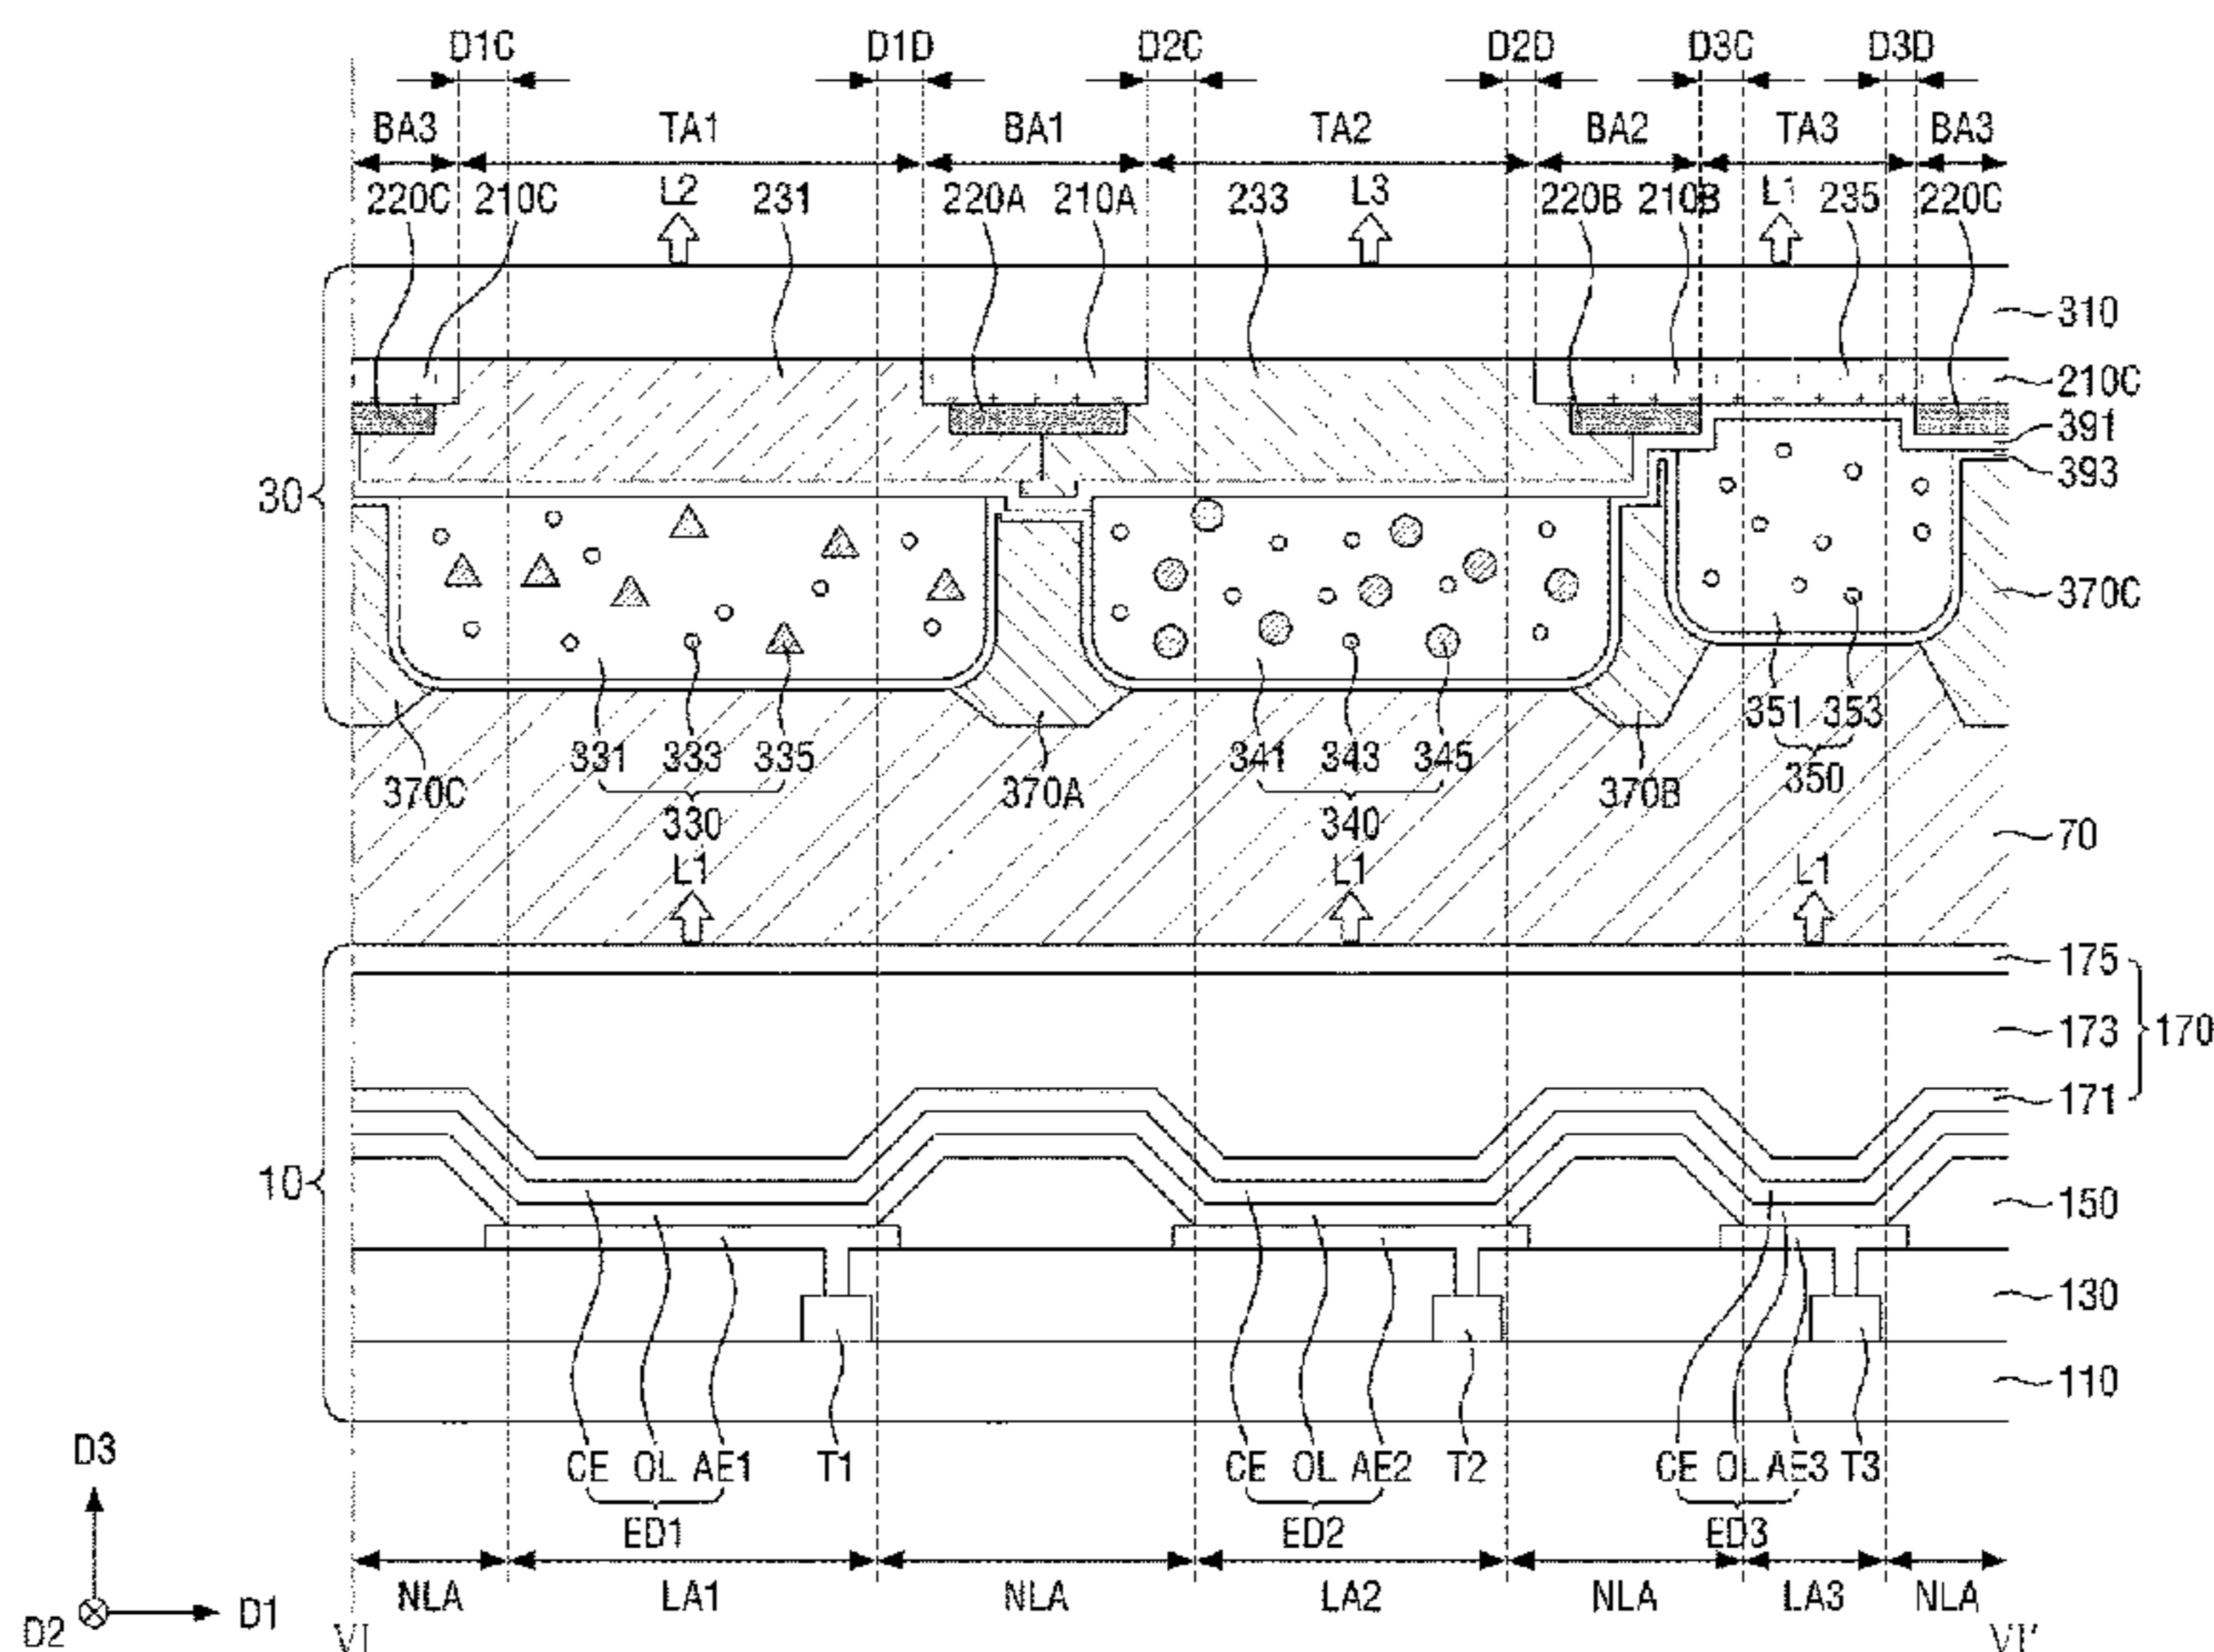 D1C D1D D2C D2D D3C D3D
BA3 TA1 BA1 TA2 BA2 TA3 BA3
220C 210C L2 231 220A 210A 233 L3 220B 210B L1 235 220C
310
210C
391
393
30
370C
331 333 335 341 343 345 351 353
370C 330 370A 340 370B 350
70
L1 L1 L1
175
173 170
171
10
150
130
110
CE OL AE1 T1 CE OL AE2 T2 CE OL AE3 T3
ED1 ED2 ED3
NLA LA1 NLA LA2 NLA LA3 NLA
D3
D2 D1
VI VI'